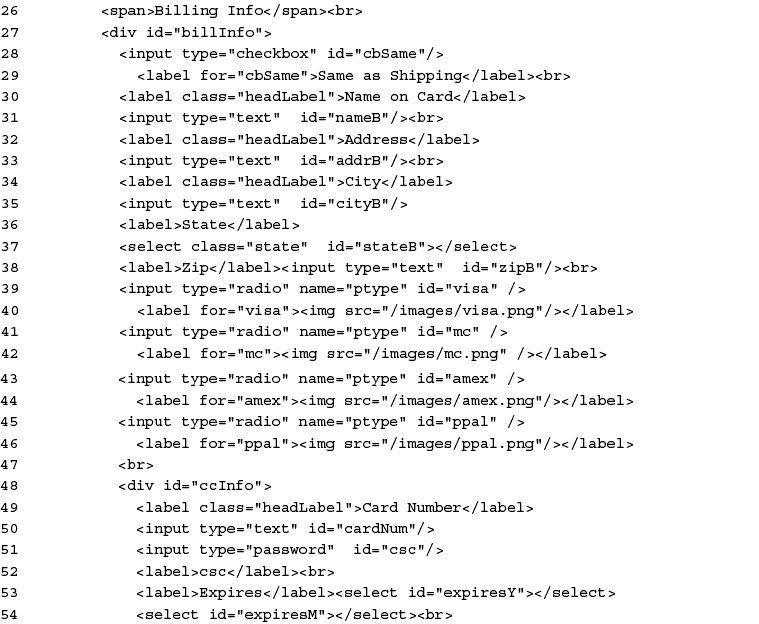 26 <span>Billing Info</span><br>
27 <div id="billInfo">
28 <input type="checkbox" id="cbSame"/>
29 <label for="cbSame">Same as Shipping</label><br>
30 <label class="headLabel">Name on Card</label>
31 <input type="text"  id="nameB"/><br>
32 <label class="headLabel">Address</label>
33 <input type="text"  id="addrB"/><br>
34 <label class="headLabel">City</label>
35 <input type="text"  id="cityB"/>
36 <label>State</label>
37 <select class="state"  id="stateB"></select>
38 <label>Zip</label><input type="text"  id="zipB"/><br>
39 <input type="radio" name="ptype" id="visa" />
40 <label for="visa"><img src="/images/visa.png"/></label>
41 <input type="radio" name="ptype" id="mc" />
42 <label for="mc"><img src="/images/mc.png" /></label>
43 <input type="radio" name="ptype" id="amex" />
44 <label for="amex"><img src="/images/amex.png"/></label>
45 <input type="radio" name="ptype" id="ppal" />
46 <label for="ppal"><img src="/images/ppal.png"/></label>
47 <br>
48 <div id="ccInfo">
49 <label class="headLabel">Card Number</label>
50 <input type="text" id="cardNum"/>
51 <input type="password"  id="csc"/>
52 <label>csc</label><br>
53 <label>Expires</label><select id="expiresY"></select>
54 <select id="expiresM"></select><br>